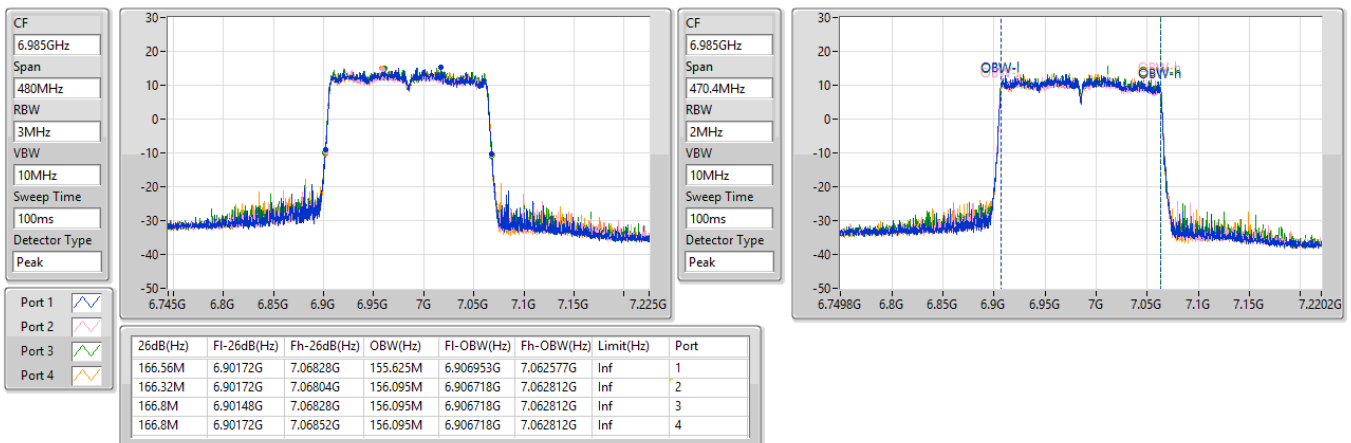 CF
6.985GHz
Span
480MHz
RBW
3MHz
VBW
10MHz
Sweep Time
100ms
Detector Type
Peak
30
20
10
0
-10
-20
-30
-40
-50
6.745G 6.8G 6.85G 6.9G 6.95G 7G 7.05G 7.1G 7.15G 7.225G
CF
6.985GHz
Span
470.4MHz
RBW
2MHz
VBW
10MHz
Sweep Time
100ms
Detector Type
Peak
30
20
10
0
-10
-20
-30
-40
-50
OBW-l OBW-h
6.7498G 6.8G 6.85G 6.9G 6.95G 7G 7.05G 7.1G 7.15G 7.2202G
Port 1
Port 2
Port 3
Port 4
26dB(Hz) Fl-26dB(Hz) Fh-26dB(Hz) OBW(Hz) Fl-OBW(Hz) Fh-OBW(Hz) Limit(Hz) Port
166.56M 6.90172G 7.06828G 155.625M 6.906953G 7.062577G Inf 1
166.32M 6.90172G 7.06804G 156.095M 6.906718G 7.062812G Inf 2
166.8M 6.90148G 7.06828G 156.095M 6.906718G 7.062812G Inf 3
166.8M 6.90172G 7.06852G 156.095M 6.906718G 7.062812G Inf 4